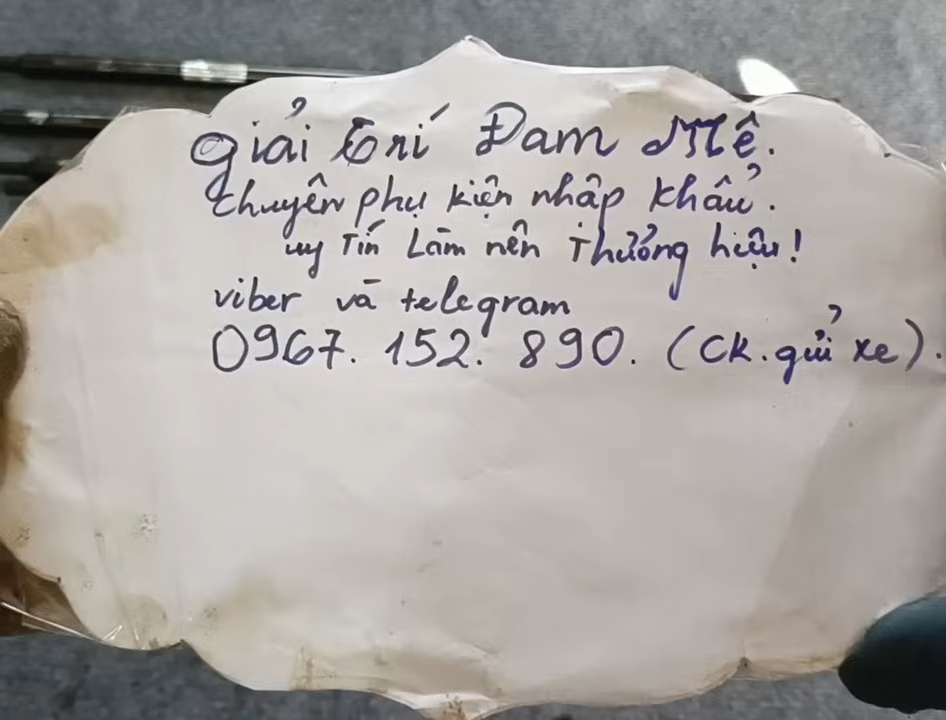 Giải trí Đam Mê.
chuyên phụ kiện nhập khẩu.
uy Tín Làm nên Thương hiệu!
viber và telegram
0967. 152. 890. (CK. gửi xe).